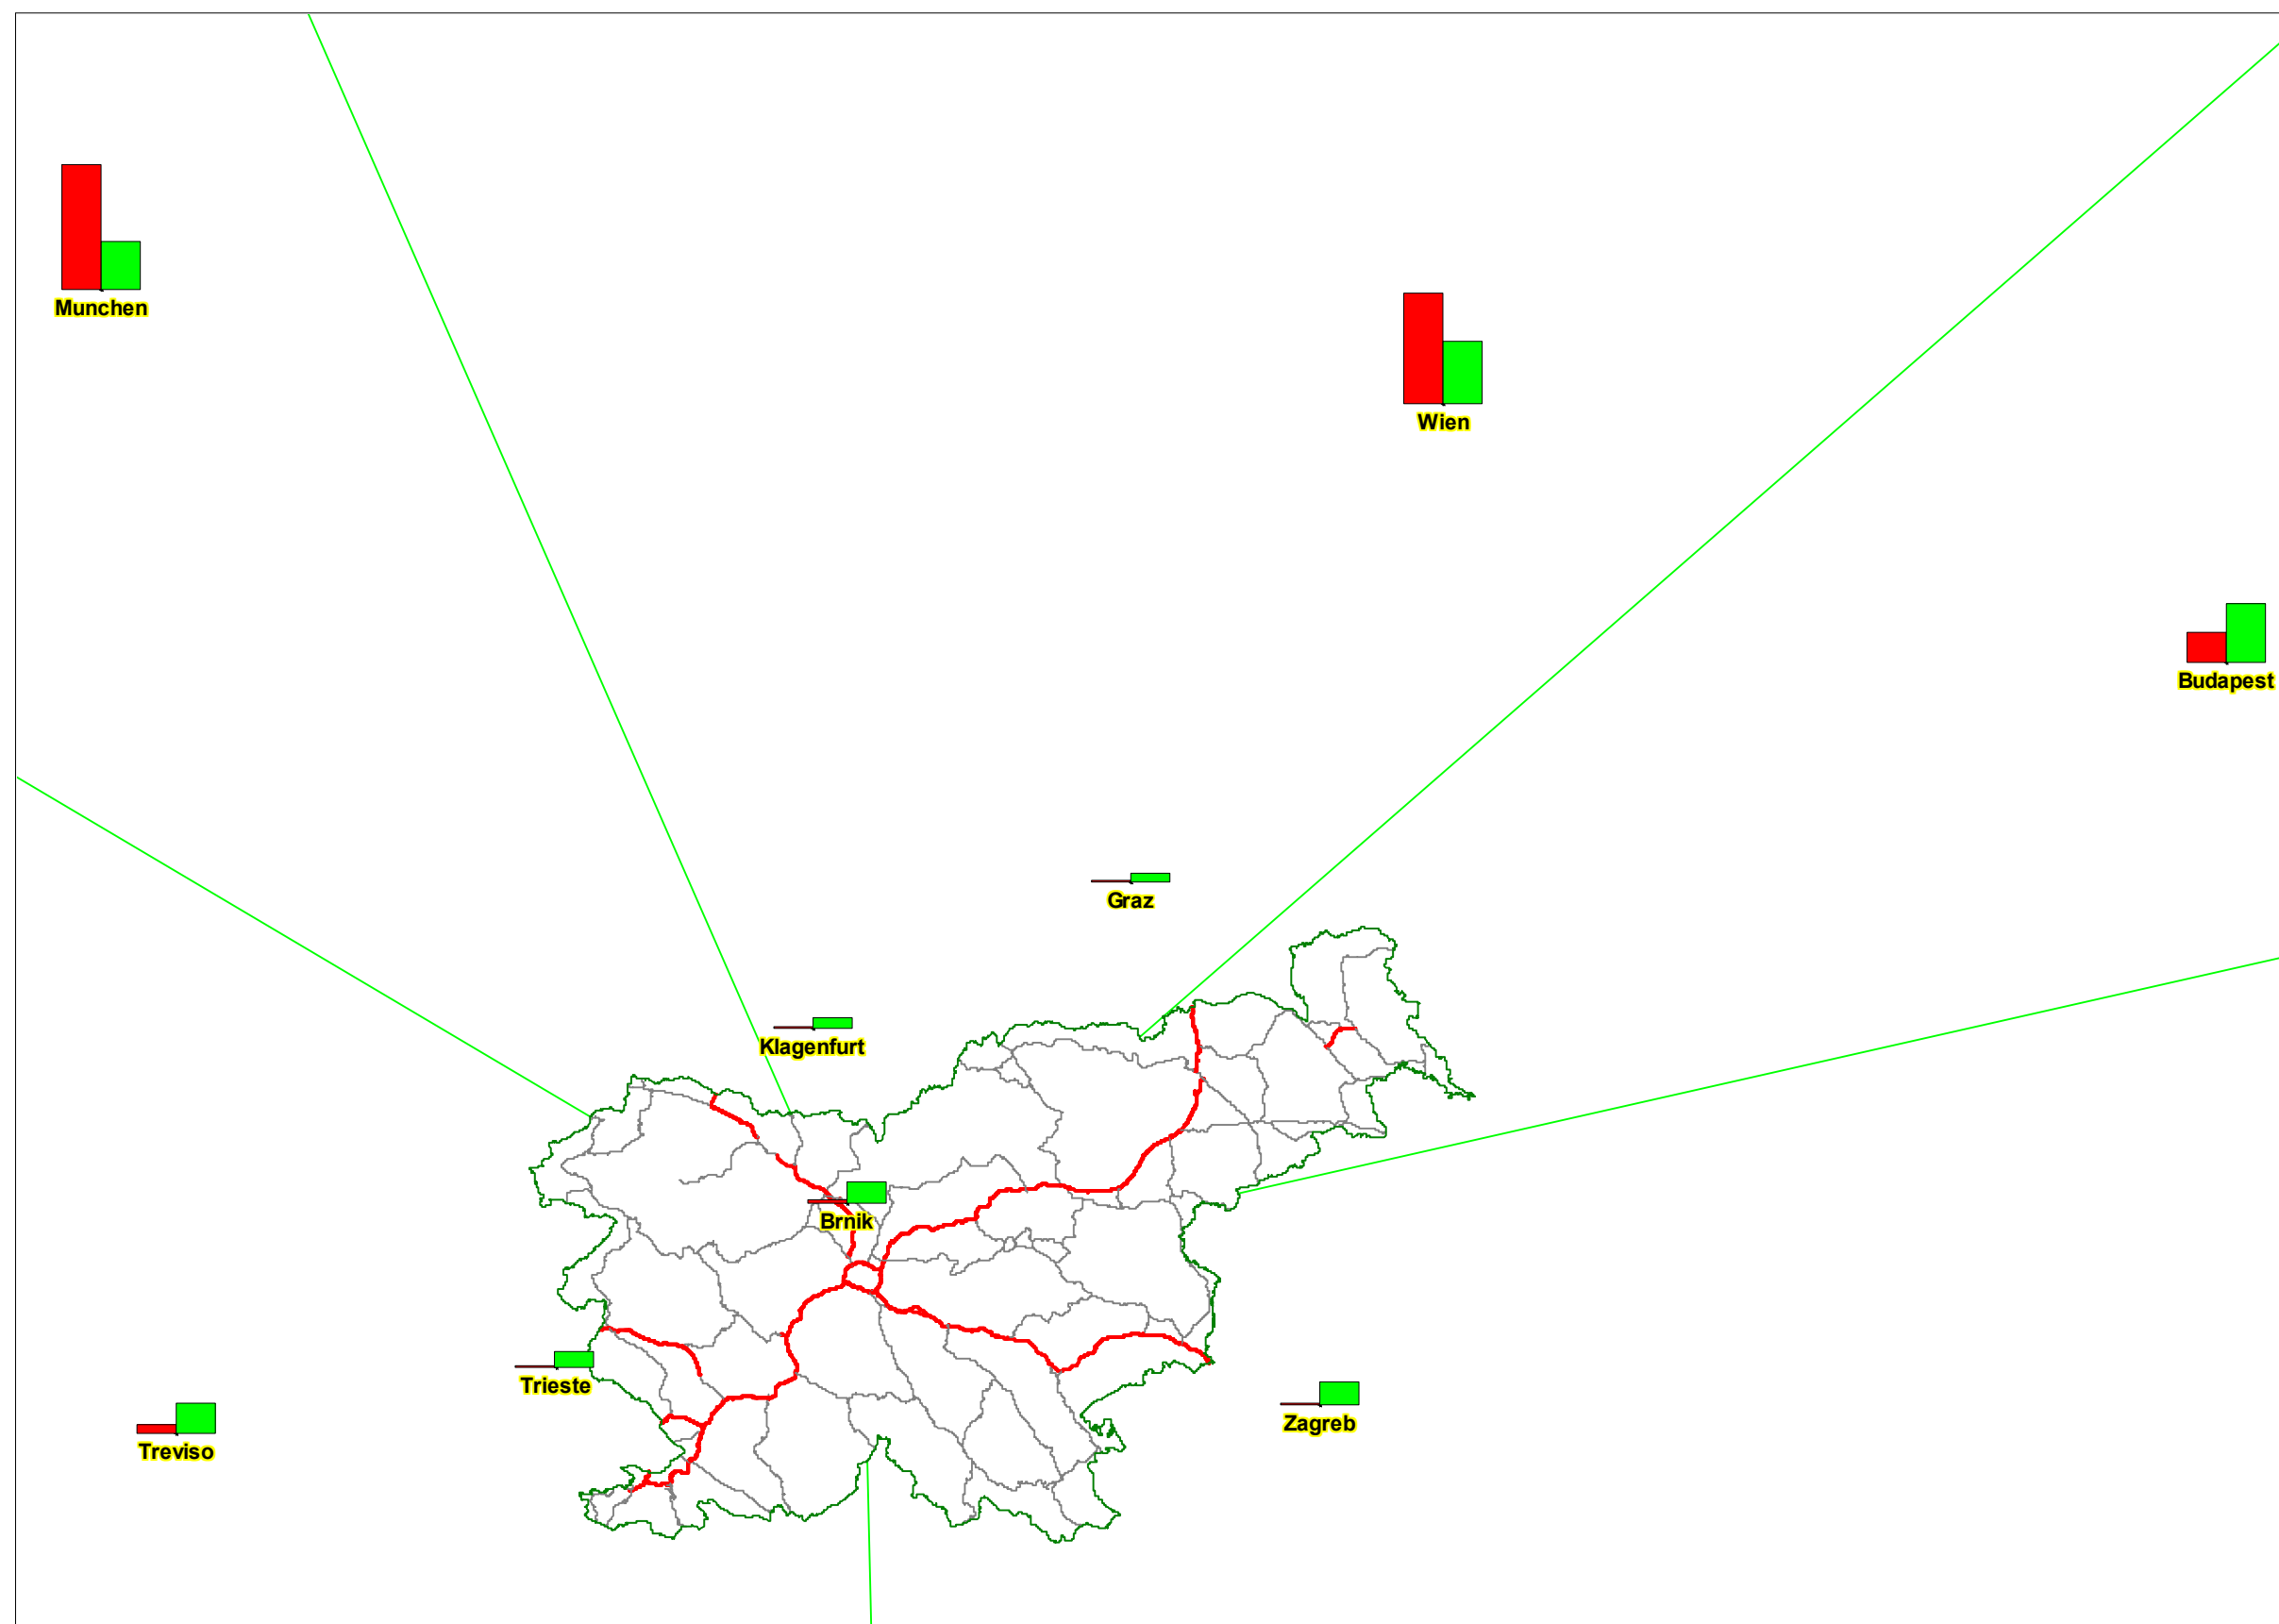 Munchen
Wien
Budapest
Graz
Klagenfurt
Brnik
Trieste
Zagreb
Treviso